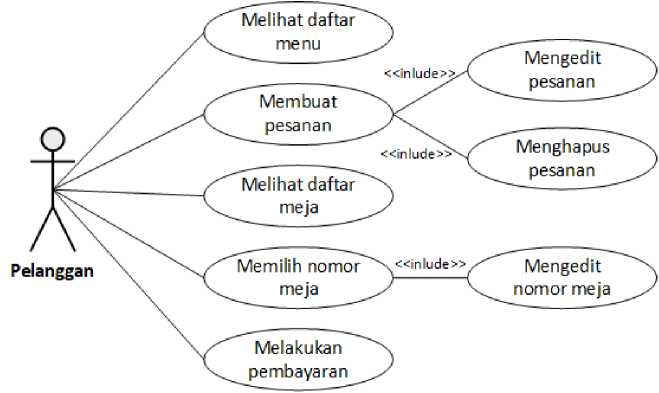 Melihat daftar
menu
<<inlude>>
Mengedit
pesanan
Membuat
pesanan
<<inlude>>
Menghapus
pesanan
Melihat daftar
meja
Pelanggan
Memilih nomor
meja
<<inlude>>
Mengedit
nomor meja
Melakukan
pembayaran